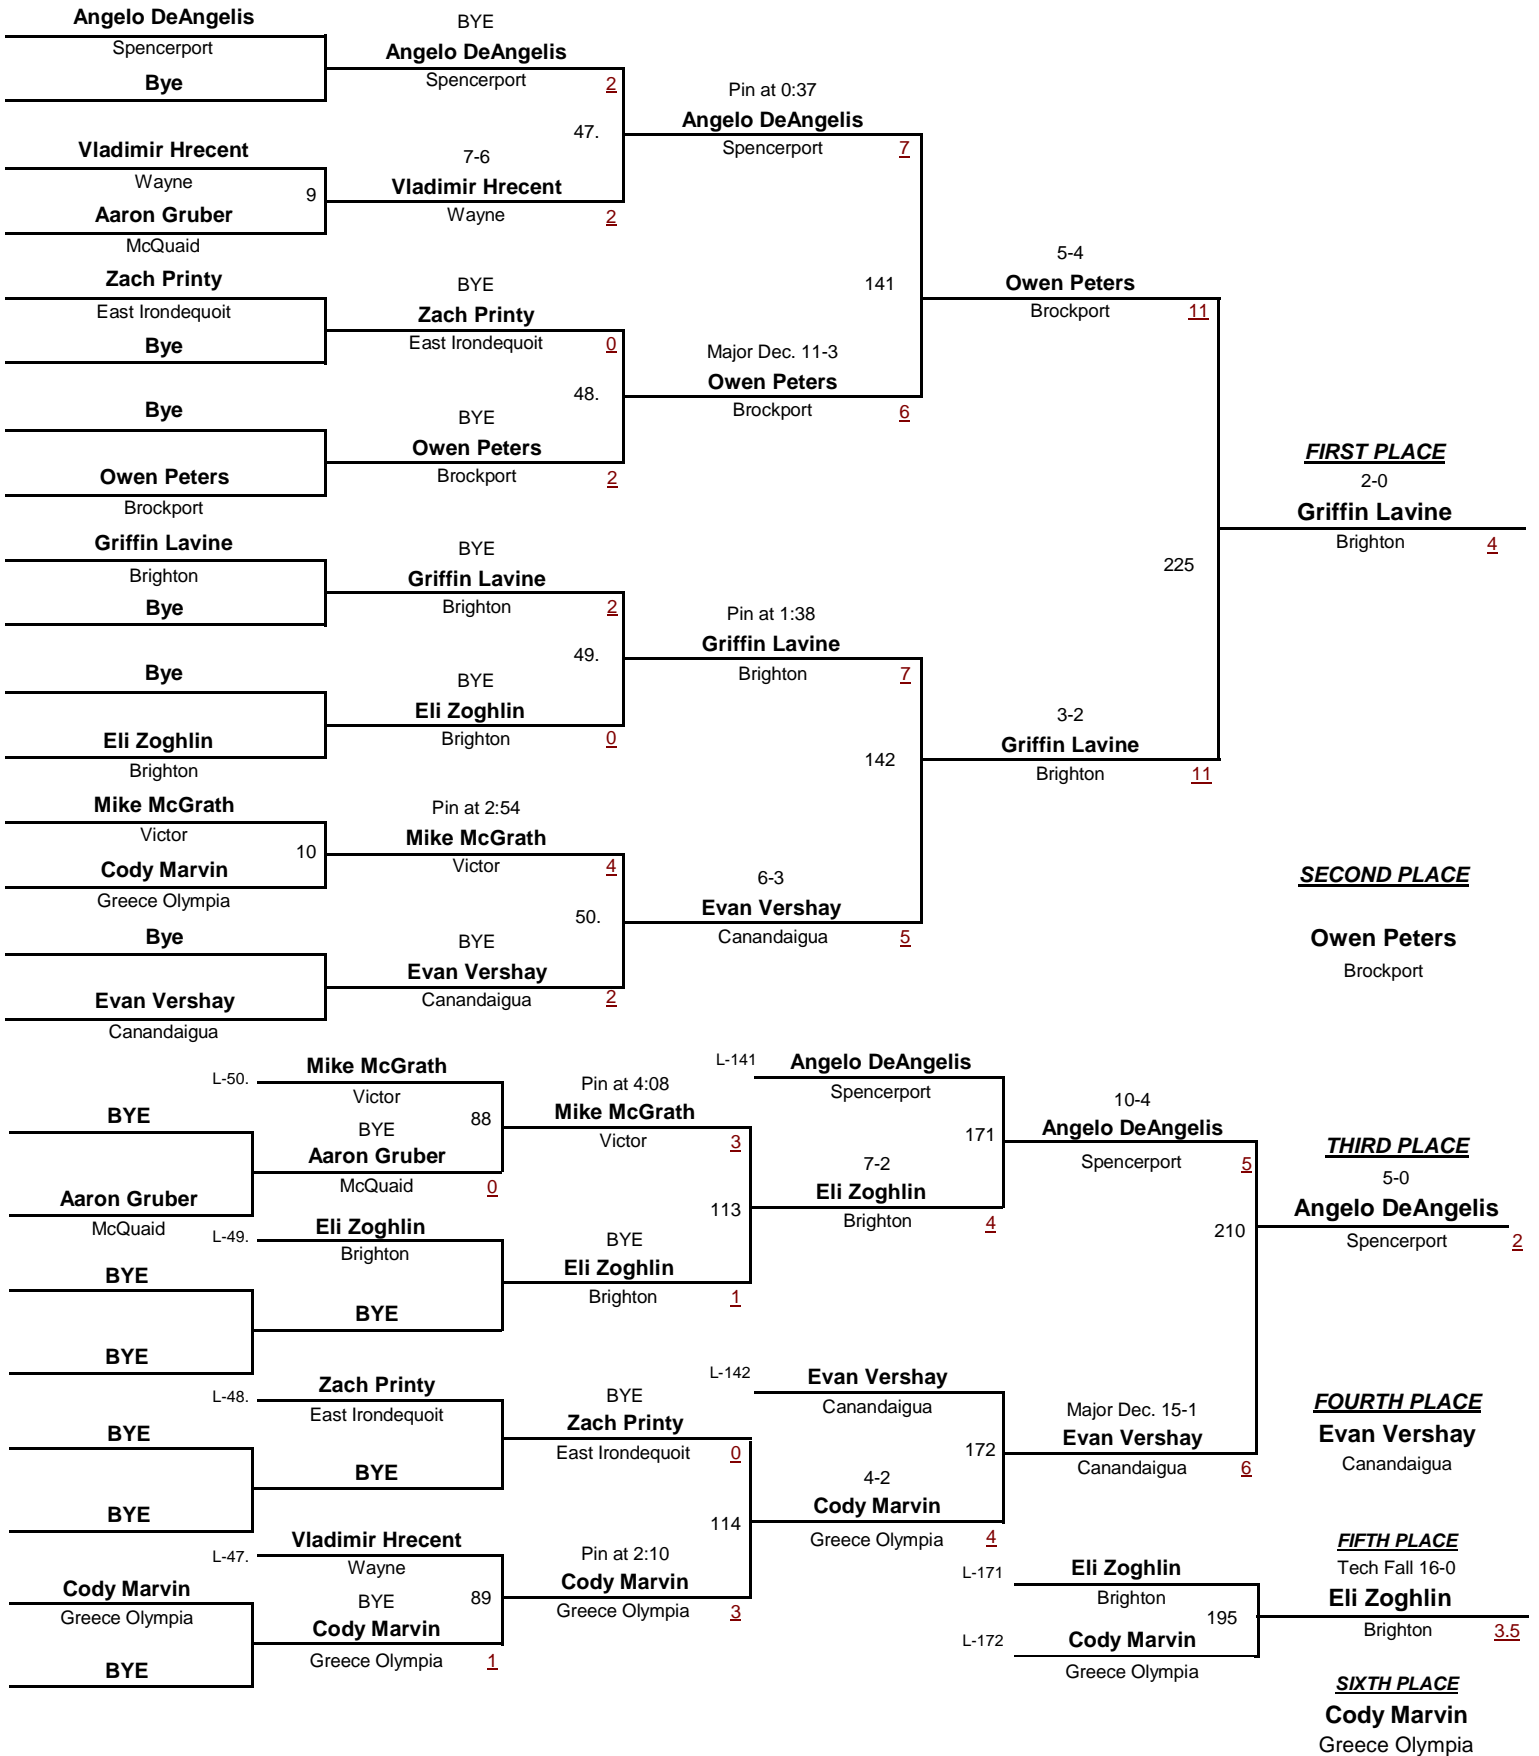 Angelo DeAngelis
Spencerport
Bye
BYE
Angelo DeAngelis
Spencerport 2
47.
Vladimir Hrecent
Wayne
9
Aaron Gruber
McQuaid
7-6
Vladimir Hrecent
Wayne 2
Pin at 0:37
Angelo DeAngelis
Spencerport 7
Zach Printy
East Irondequoit
Bye
BYE
Zach Printy
East Irondequoit 0
48.
Bye
Owen Peters
Brockport
BYE
Owen Peters
Brockport 2
Major Dec. 11-3
Owen Peters
Brockport 6
141
5-4
Owen Peters
Brockport 11
Griffin Lavine
Brighton
Bye
BYE
Griffin Lavine
Brighton 2
49.
Bye
Eli Zoghlin
Brighton
BYE
Eli Zoghlin
Brighton 0
Pin at 1:38
Griffin Lavine
Brighton 7
142
Mike McGrath
Victor
10
Cody Marvin
Greece Olympia
Pin at 2:54
Mike McGrath
Victor 4
50.
Bye
Evan Vershay
Canandaigua
BYE
Evan Vershay
Canandaigua 2
6-3
Evan Vershay
Canandaigua 5
3-2
Griffin Lavine
Brighton 11
225
FIRST PLACE
2-0
Griffin Lavine
Brighton 4
SECOND PLACE
Owen Peters
Brockport
L-50.
Mike McGrath
Victor
88
BYE
Aaron Gruber
McQuaid
BYE
Aaron Gruber
McQuaid 0
Pin at 4:08
Mike McGrath
Victor 3
113
L-49.
Eli Zoghlin
Brighton
BYE
BYE
BYE
BYE
Eli Zoghlin
Brighton 1
L-141
Angelo DeAngelis
Spencerport
171
7-2
Eli Zoghlin
Brighton 4
10-4
Angelo DeAngelis
Spencerport 5
210
THIRD PLACE
5-0
Angelo DeAngelis
Spencerport 2
L-48.
Zach Printy
East Irondequoit
BYE
BYE
BYE
BYE
Zach Printy
East Irondequoit 0
114
L-47.
Vladimir Hrecent
Wayne
89
Cody Marvin
Greece Olympia
BYE
BYE
Cody Marvin
Greece Olympia 1
Pin at 2:10
Cody Marvin
Greece Olympia 3
L-142
Evan Vershay
Canandaigua
172
4-2
Cody Marvin
Greece Olympia 4
Major Dec. 15-1
Evan Vershay
Canandaigua 6
FOURTH PLACE
Evan Vershay
Canandaigua
L-171
Eli Zoghlin
Brighton
195
L-172
Cody Marvin
Greece Olympia
FIFTH PLACE
Tech Fall 16-0
Eli Zoghlin
Brighton 3.5
SIXTH PLACE
Cody Marvin
Greece Olympia